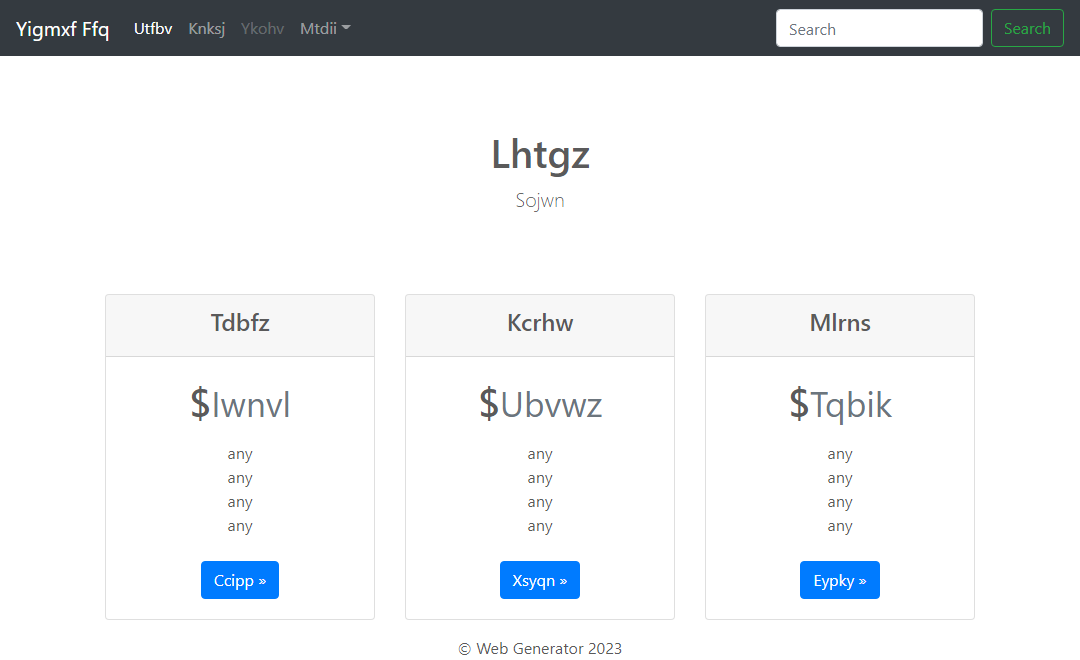 Yigmxf Ffq Utfbv Knksj Ykohv Mtdii Search Search
Lhtgz
Sojwn
Tdbfz
$Iwnvl
any
any
any
any
Ccipp »
Kcrhw
$Ubvwz
any
any
any
any
Xsyqn »
Mlrns
$Tqbik
any
any
any
any
Eypky »
© Web Generator 2023